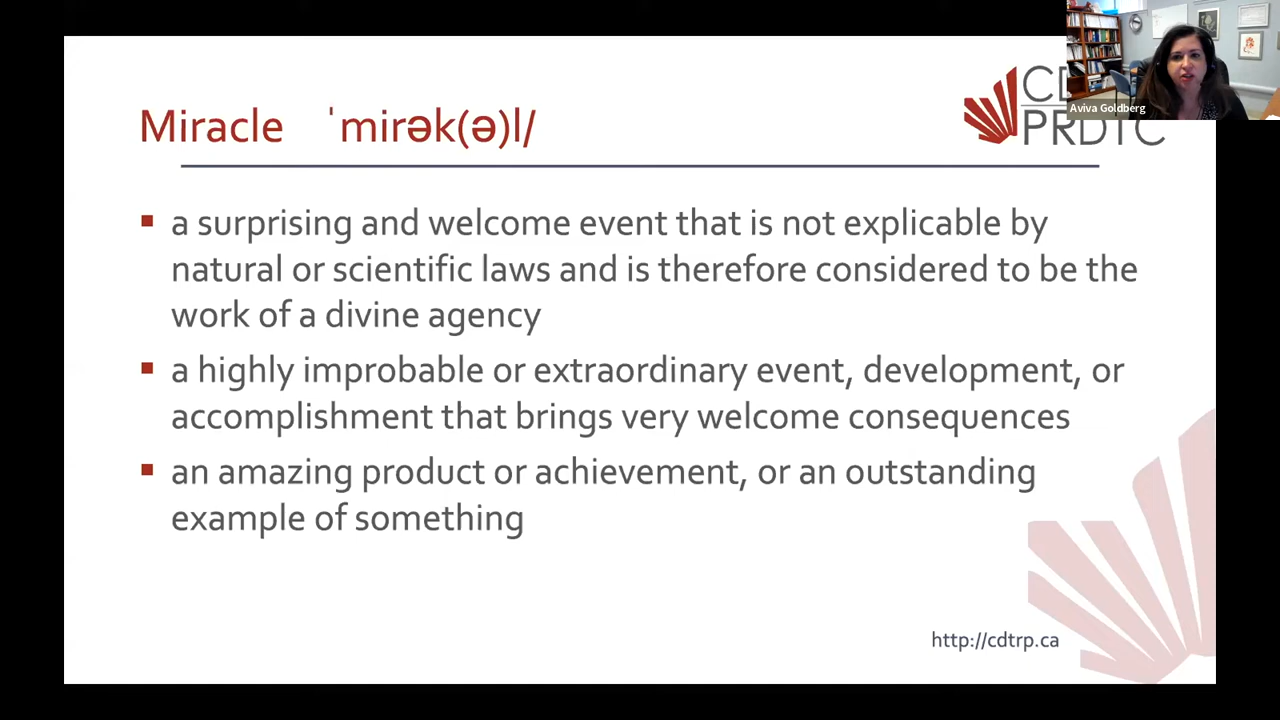 Miracle ˈmirək(ə)l/
CD
PRDTC
Aviva Goldberg
a surprising and welcome event that is not explicable by
natural or scientific laws and is therefore considered to be the
work of a divine agency
a highly improbable or extraordinary event, development, or
accomplishment that brings very welcome consequences
an amazing product or achievement, or an outstanding
example of something
http://cdtrp.ca